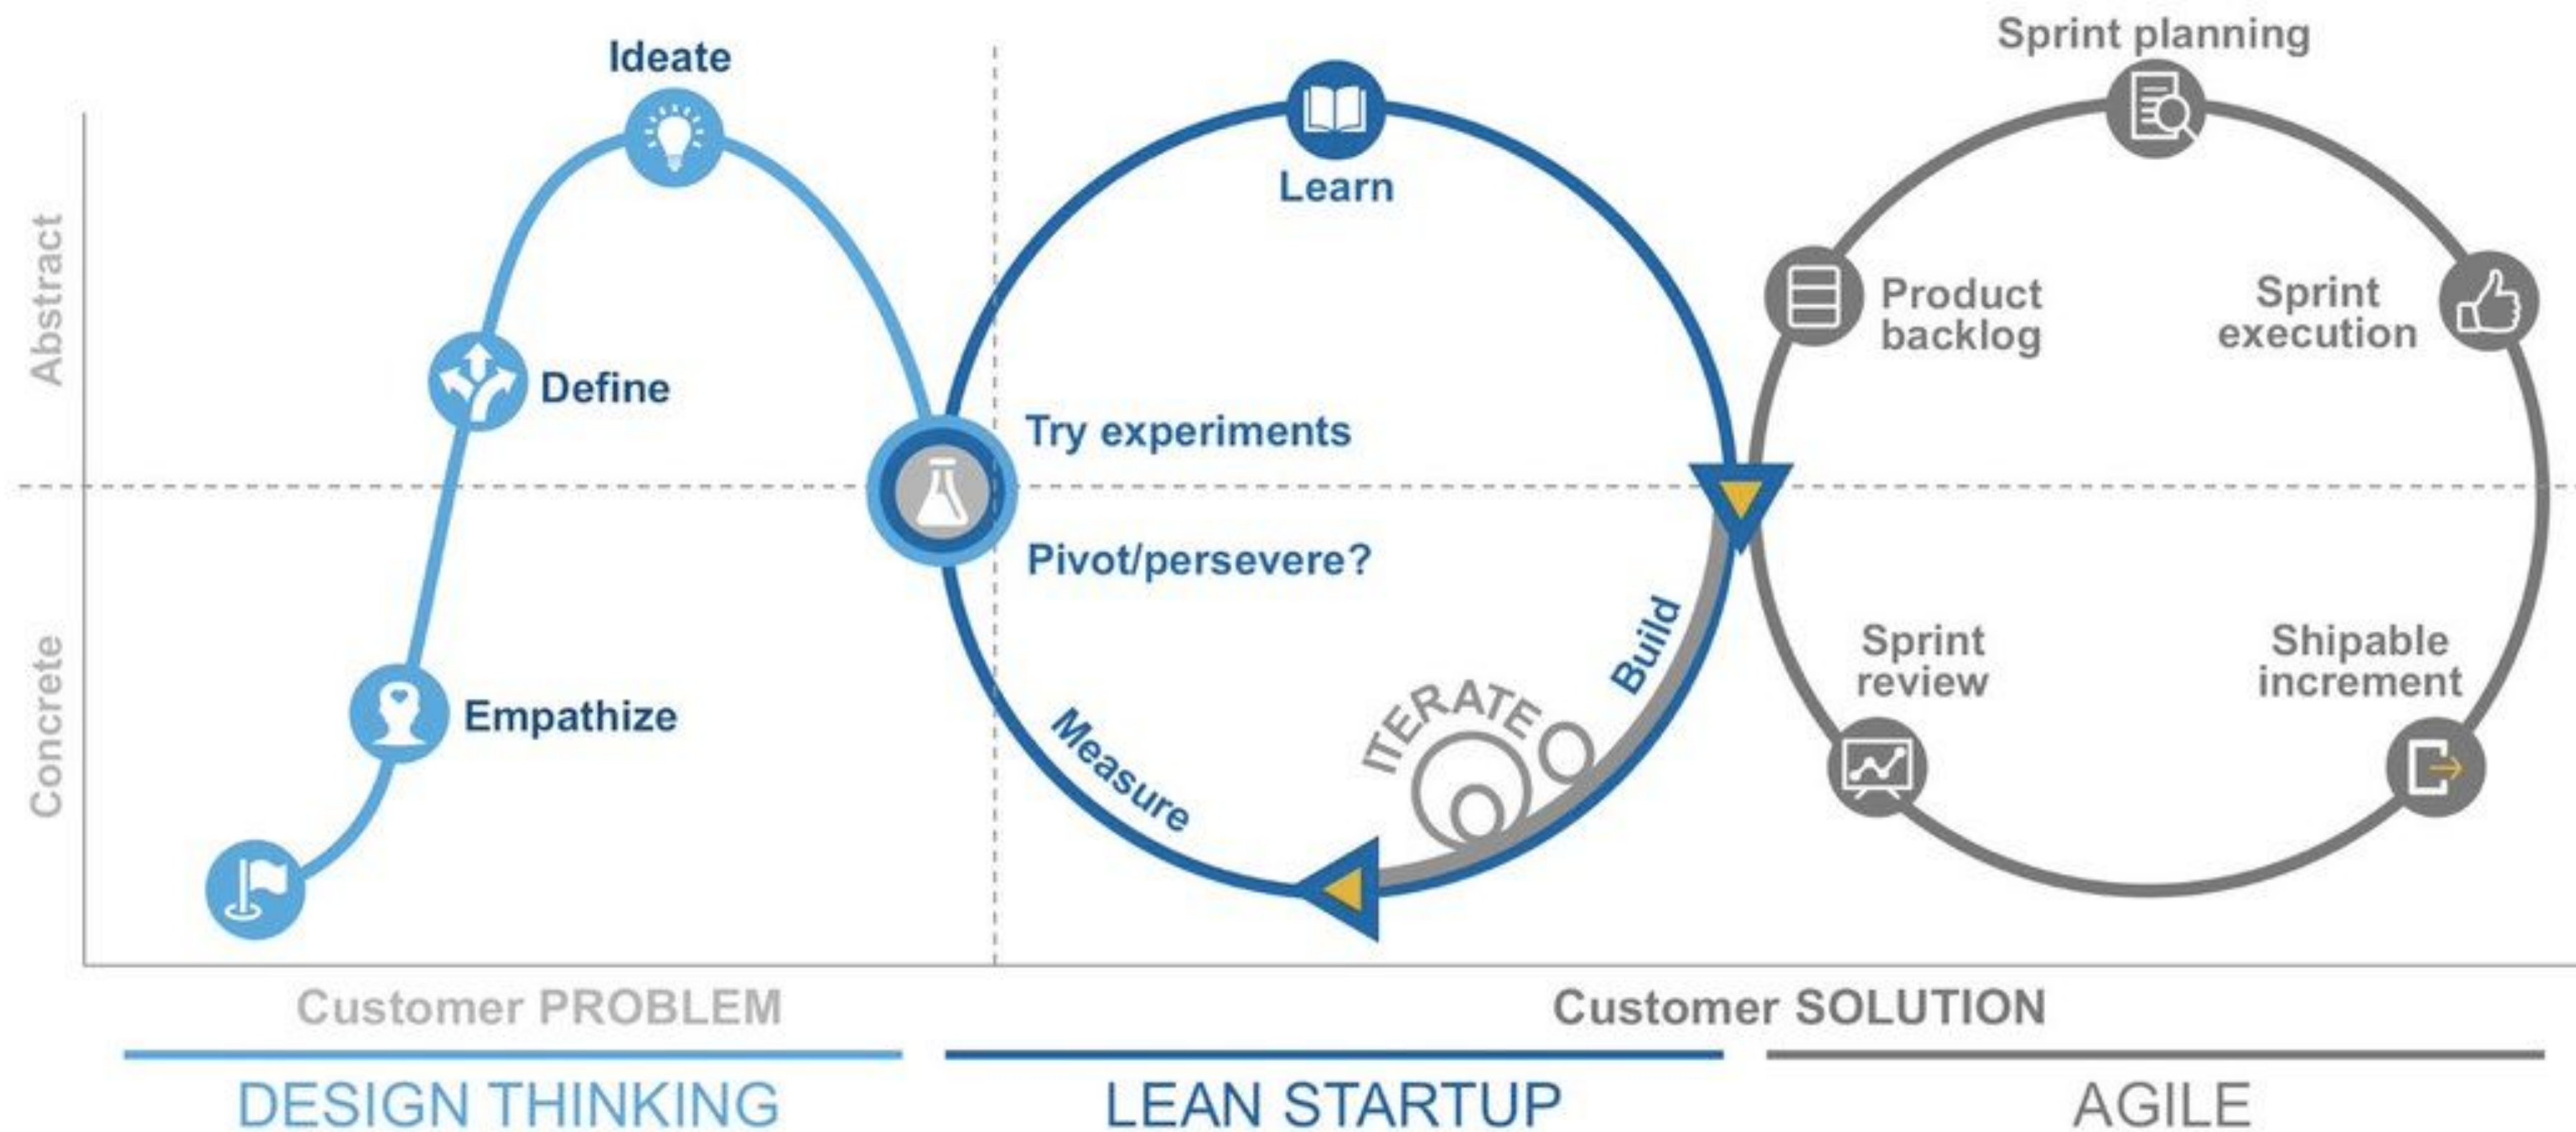 Ideate
Define
Empathize
Abstract
Concrete
Learn
Try experiments
Pivot/persevere?
Measure
ITERATE
Build
Sprint planning
Product
backlog
Sprint
execution
Sprint
review
Shipable
increment
Customer PROBLEM
Customer SOLUTION
DESIGN THINKING
LEAN STARTUP
AGILE